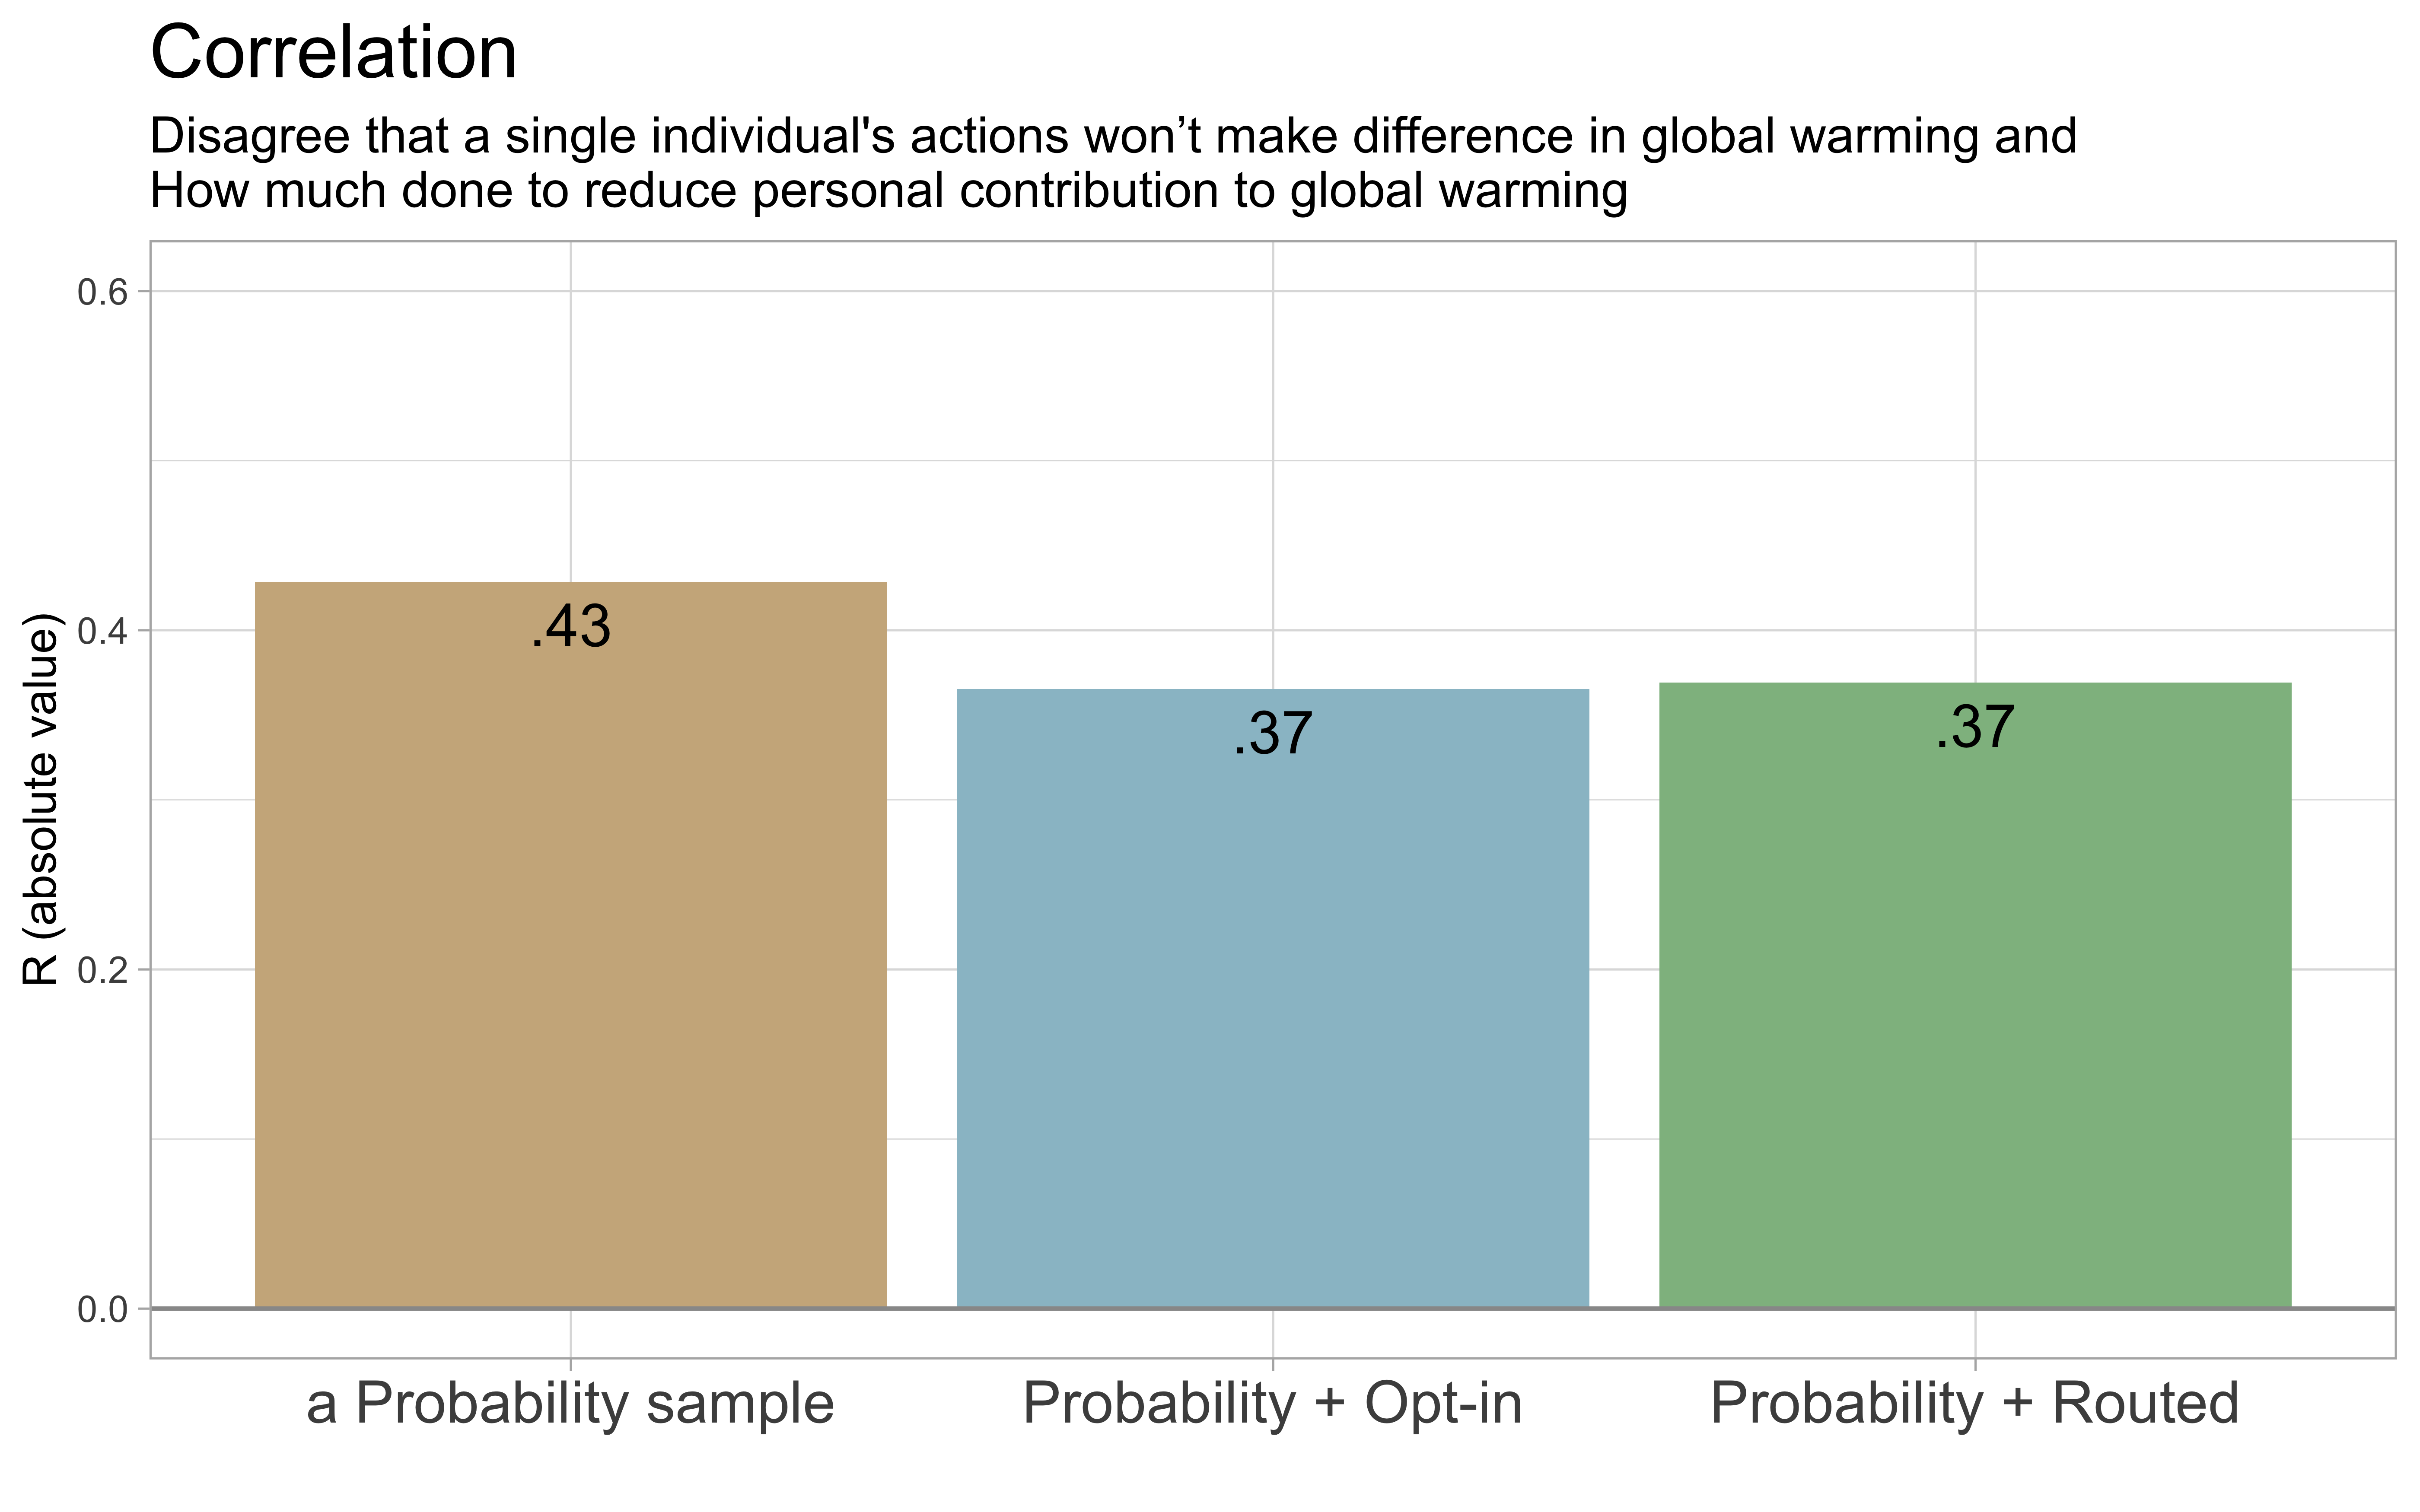 Correlation
Disagree that a single individual's actions won’t make difference in global warming and
How much done to reduce personal contribution to global warming
R (absolute value)
0.6
0.4
0.2
0.0
.43
.37
.37
a Probability sample
Probability + Opt-in
Probability + Routed